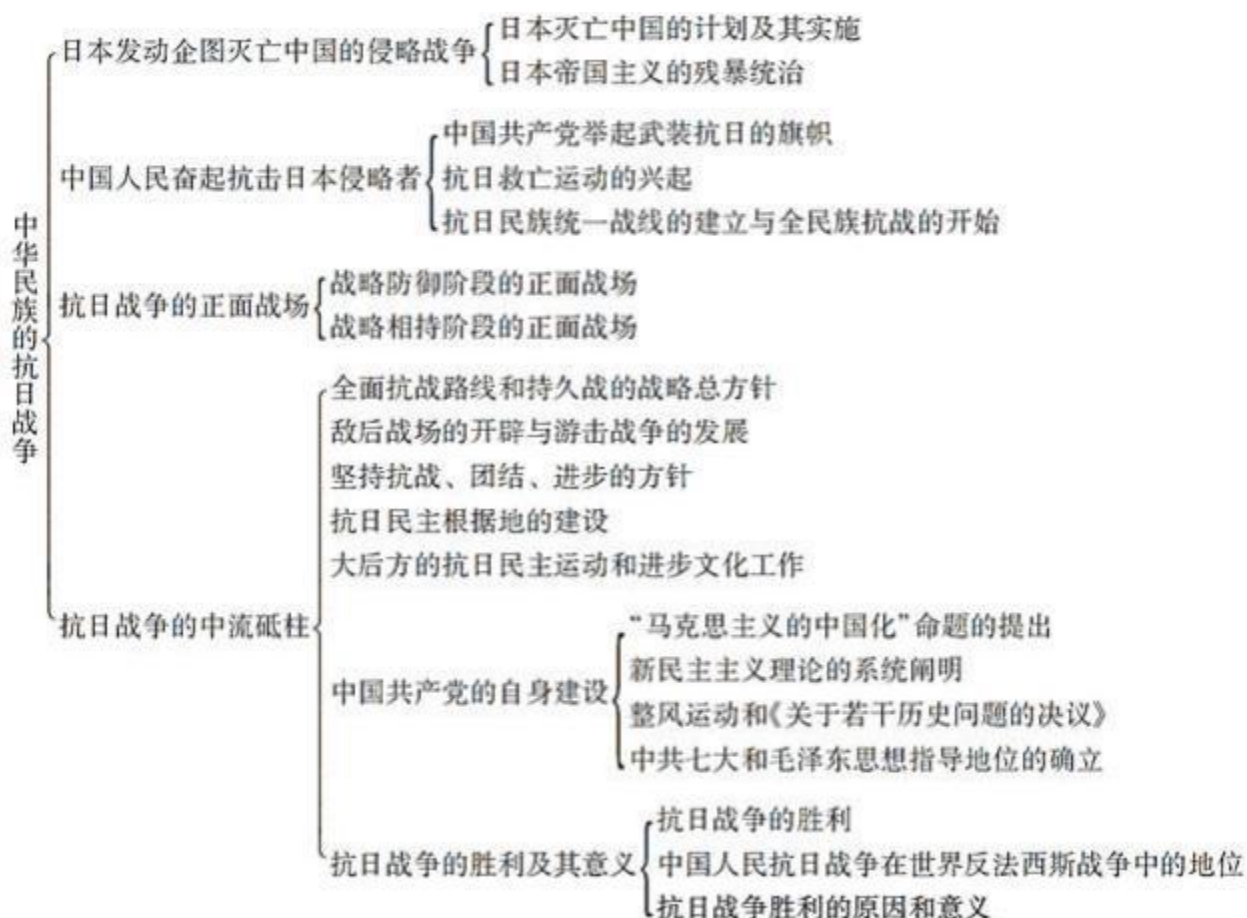 中华民族的抗日战争
日本发动企图灭亡中国的侵略战争
日本灭亡中国的计划及其实施
日本帝国主义的残暴统治
中国人民奋起抗击日本侵略者
中国共产党举起武装抗日的旗帜
抗日救亡运动的兴起
抗日民族统一战线的建立与全民族抗战的开始
抗日战争的正面战场
战略防御阶段的正面战场
战略相持阶段的正面战场
抗日战争的中流砥柱
全面抗战路线和持久战的战略总方针
敌后战场的开辟与游击战争的发展
坚持抗战、团结、进步的方针
抗日民主根据地的建设
大后方的抗日民主运动和进步文化工作
中国共产党的自身建设
“马克思主义的中国化”命题的提出
新民主主义理论的系统阐明
整风运动和《关于若干历史问题的决议》
中共七大和毛泽东思想指导地位的确立
抗日战争的胜利及其意义
抗日战争的胜利
中国人民抗日战争在世界反法西斯战争中的地位
抗日战争胜利的原因和意义